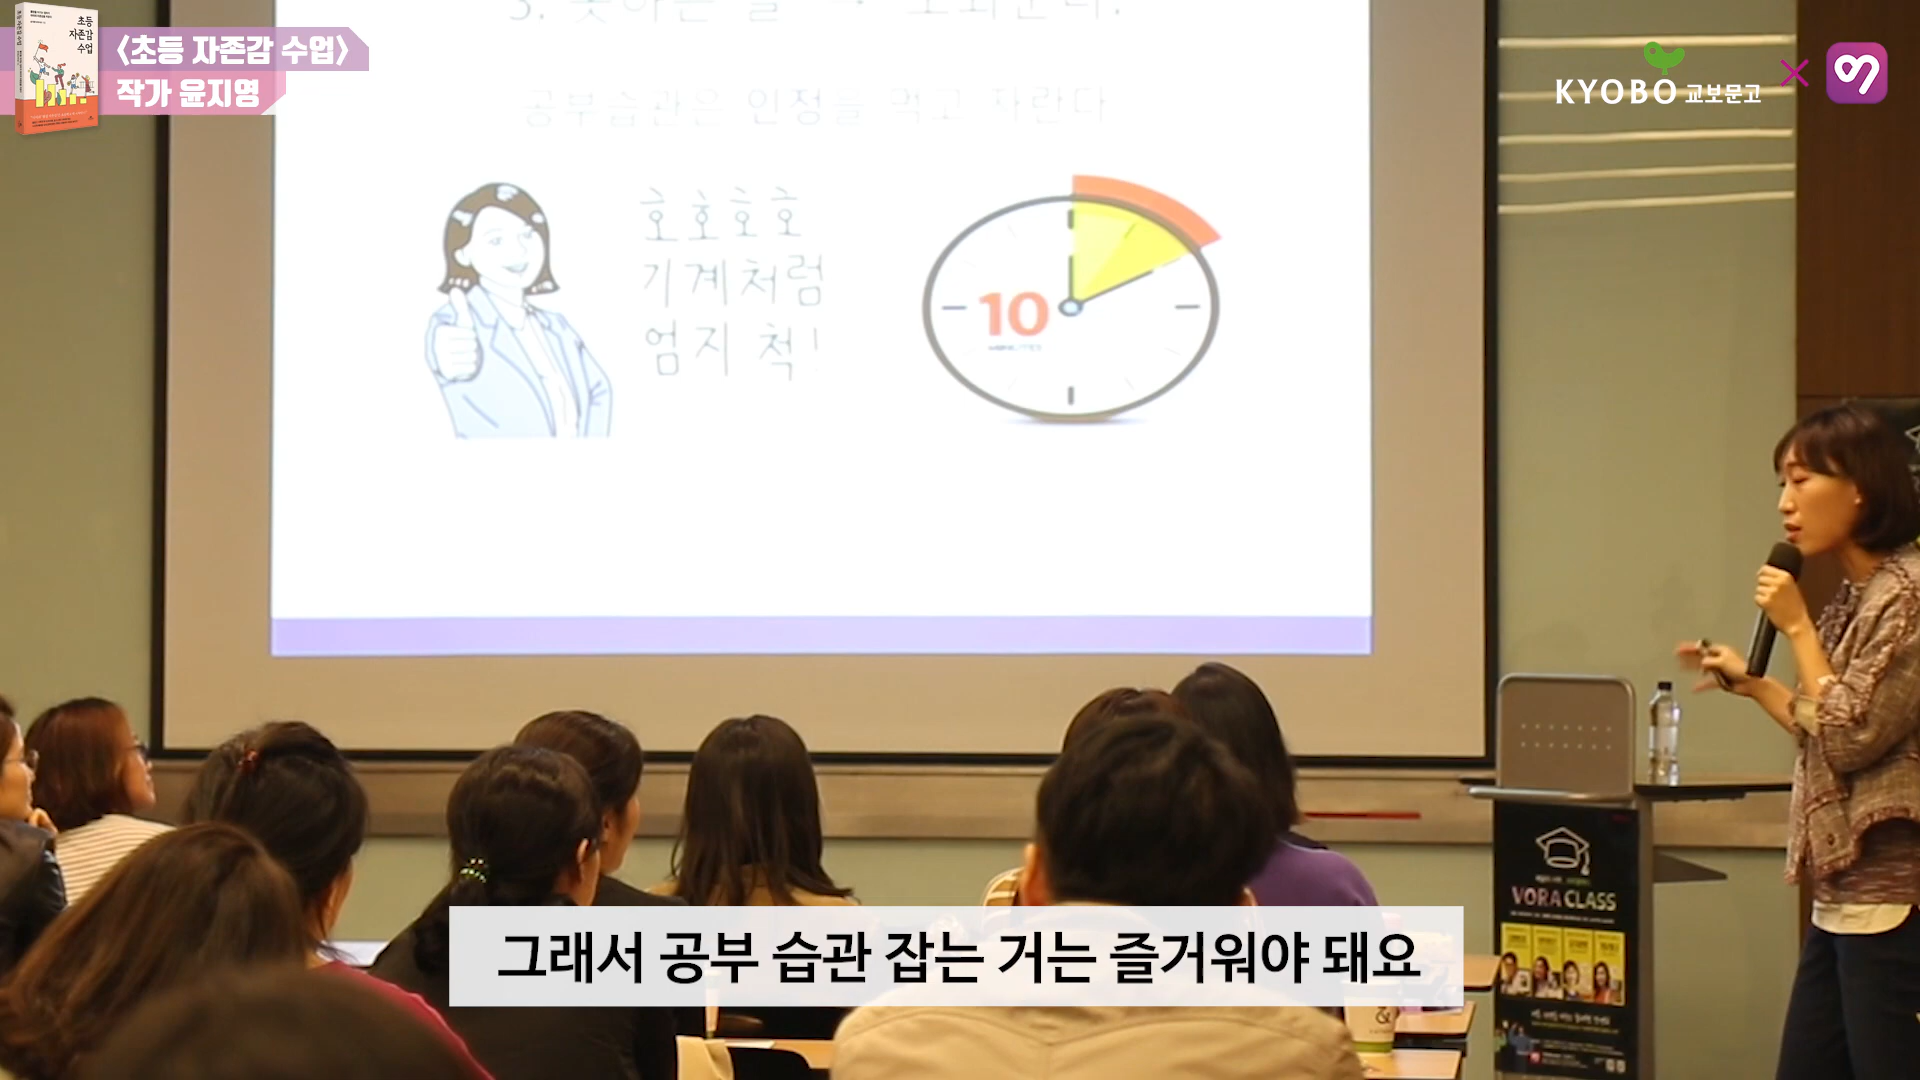 초등
자존감
수업
〈초등 자존감 수업〉
작가 윤지영
KYOBO 교보문고
공부습관은 인정을 먹고 자란다
호호호호
기계처럼
엄지 척!
10
VORA CLASS
그래서 공부 습관 잡는 거는 즐거워야 돼요